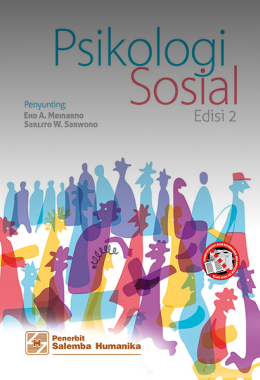 Psikologi
Sosial
Edisi 2
Penyunting:
EKO A. MEINARNO
SARLITO W. SARWONO
Penerbit
Salemba Humanika